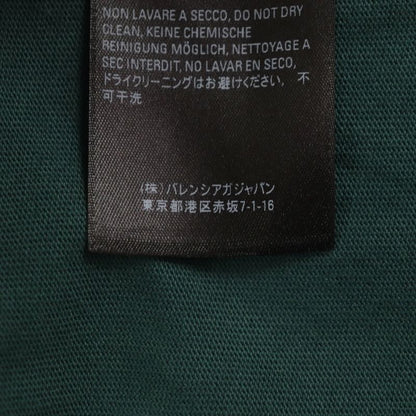 NON LAVARE A SECCO, DO NOT DRY
CLEAN, KEINE CHEMISCHE
REINIGUNG MÖGLICH, NETTOYAGE A
SEC INTERDIT, NO LAVAR EN SECO,
ドライクリーニングはお避けください, 不
可干洗
(株)バレンシアガジャパン
東京都港区赤坂7-1-16